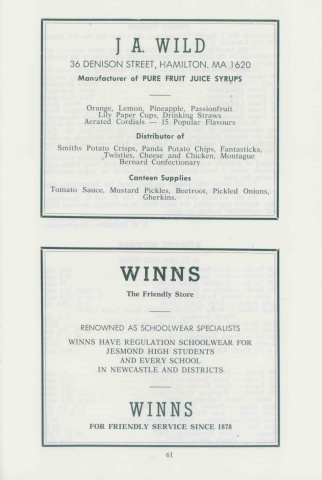 J A. WILD
36 DENISON STREET, HAMILTON. MA 1620
Manufacturer of PURE FRUIT JUICE SYRUPS
Orange, Lemon, Pineapple, Passionfruit
Lily Paper Cups, Drinking Straws
Aerated Cordials — 15 Popular Flavours
Distributor of
Smiths Potato Crisps, Panda Potato Chips, Fantasticks,
Twisties, Cheese and Chicken, Montague
Bernard Confectionary
Canteen Supplies
Tomato Sauce, Mustard Pickles, Beetroot, Pickled Onions,
Gherkins.
WINNS
The Friendly Store
RENOWNED AS SCHOOLWEAR SPECIALISTS
WINNS HAVE REGULATION SCHOOLWEAR FOR
JESMOND HIGH STUDENTS
AND EVERY SCHOOL
IN NEWCASTLE AND DISTRICTS
WINNS
FOR FRIENDLY SERVICE SINCE 1878
61